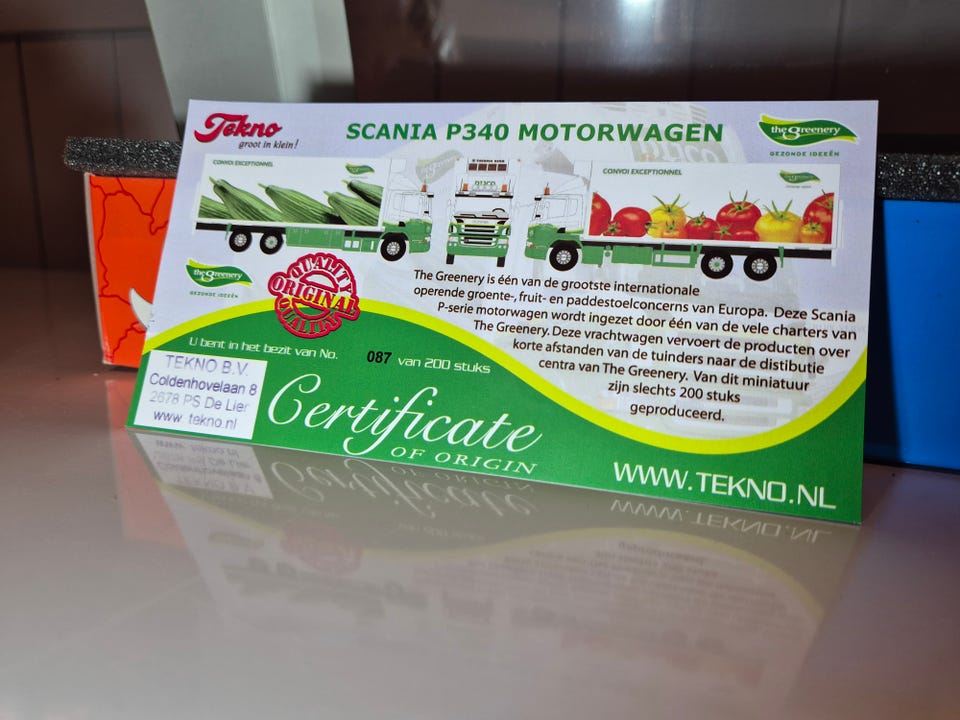 Tekno
groot in klein!
SCANIA P340 MOTORWAGEN
the greenery
GEZONDE IDEEËN
CONVOI EXCEPTIONNEL
CONVOI EXCEPTIONNEL
the greenery
GEZONDE IDEEËN
QUALITY
ORIGINAL
QUALITY
The Greenery is één van de grootste internationale
operende groente-, fruit- en paddestoelconcerns van Europa. Deze Scania
P-serie motorwagen wordt ingezet door één van de vele charters van
The Greenery. Deze vrachtwagen vervoert de producten over
korte afstanden van de tuinders naar de distibutie
centra van The Greenery. Van dit miniatuur
zijn slechts 200 stuks
geproduceerd.
U bent in het bezit van No. 087 van 200 stuks
TEKNO B.V.
Coldenhovelaan 8
2678 PS De Lier
www.tekno.nl
Certificate
OF ORIGIN
WWW.TEKNO.NL